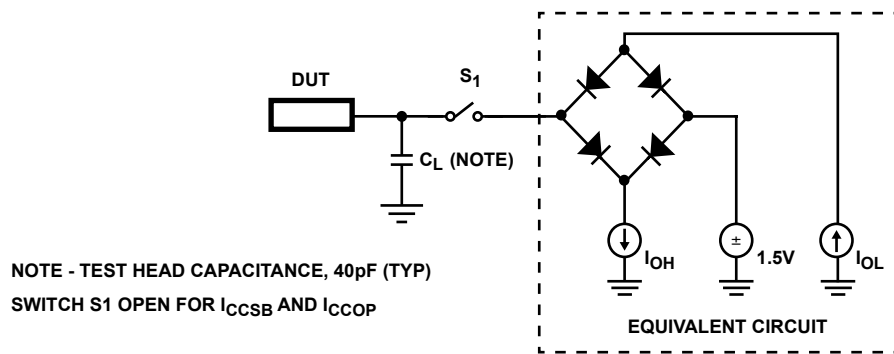 DUT
S1
CL (NOTE)
IOH
±
1.5V
IOL
NOTE - TEST HEAD CAPACITANCE, 40pF (TYP)
SWITCH S1 OPEN FOR ICCSB AND ICCOP
EQUIVALENT CIRCUIT